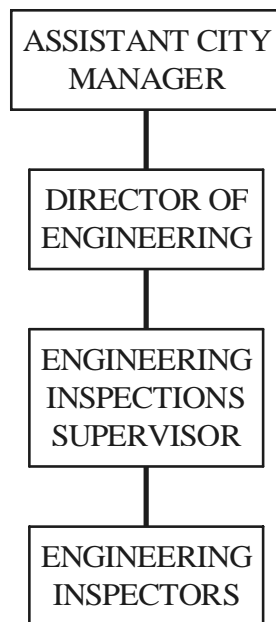 ASSISTANT CITY
MANAGER
DIRECTOR OF
ENGINEERING
ENGINEERING
INSPECTIONS
SUPERVISOR
ENGINEERING
INSPECTORS